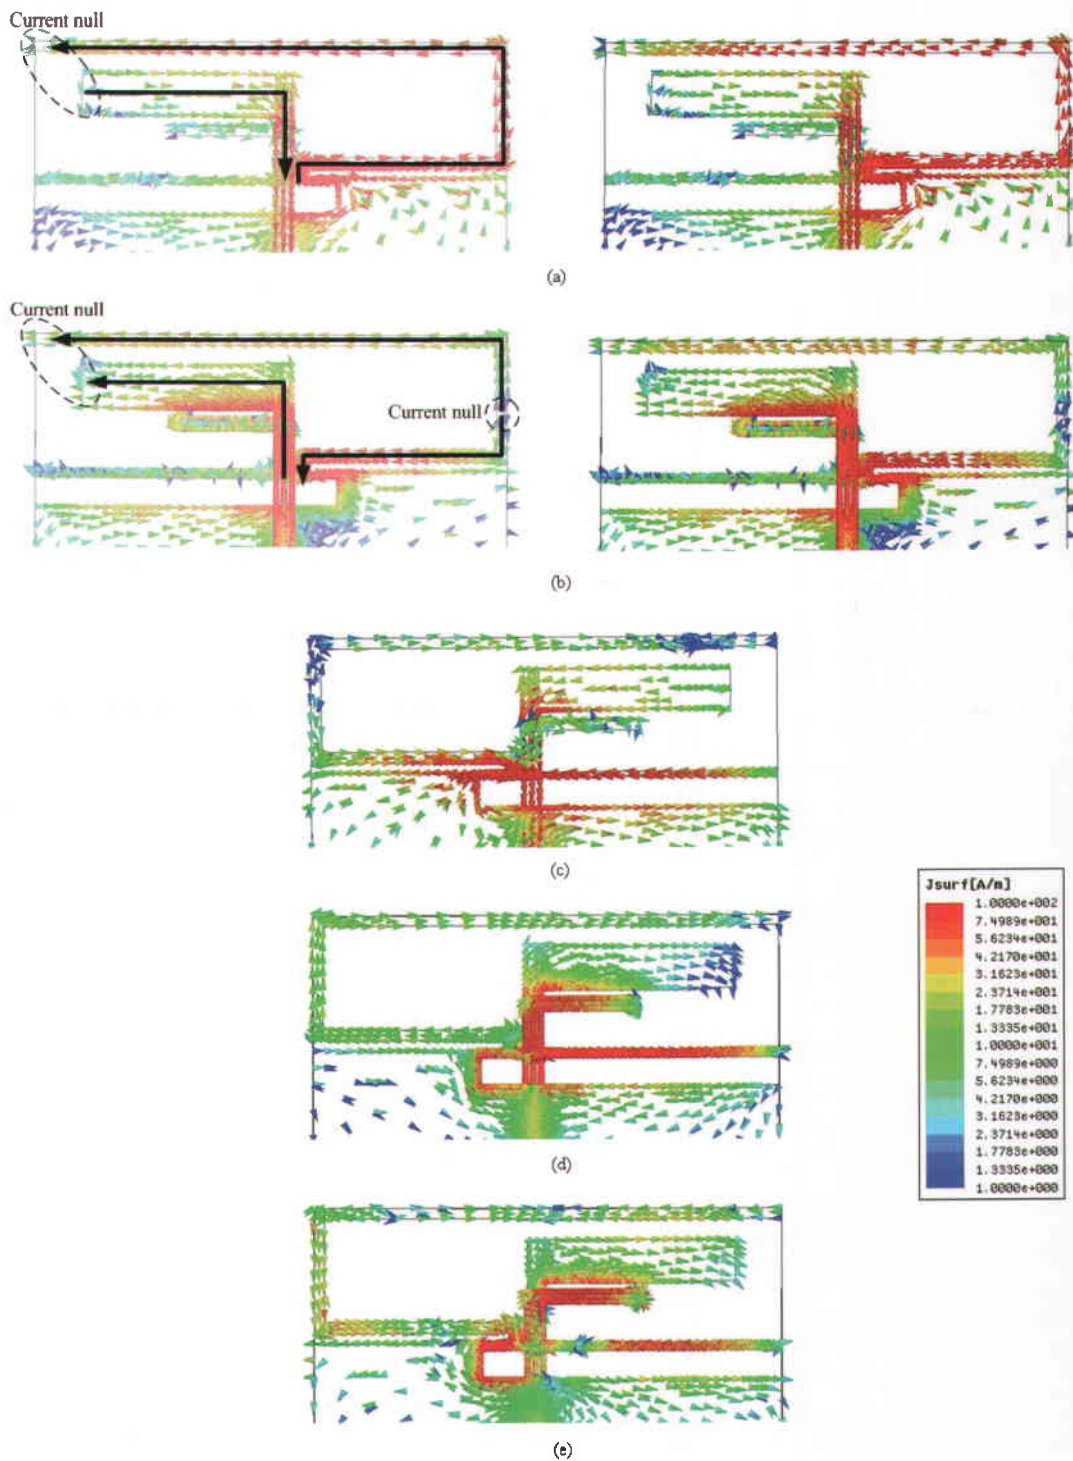 Current null
(a)
Current null
Current null
(b)
(c)
Jsurf[A/m]
1.0000e+002
7.4989e+001
5.6234e+001
4.2170e+001
3.1623e+001
2.3714e+001
1.7783e+001
1.3335e+001
1.0000e+001
7.4989e+000
5.6234e+000
4.2170e+000
3.1623e+000
2.3714e+000
1.7783e+000
1.3335e+000
1.0000e+000
(d)
(e)